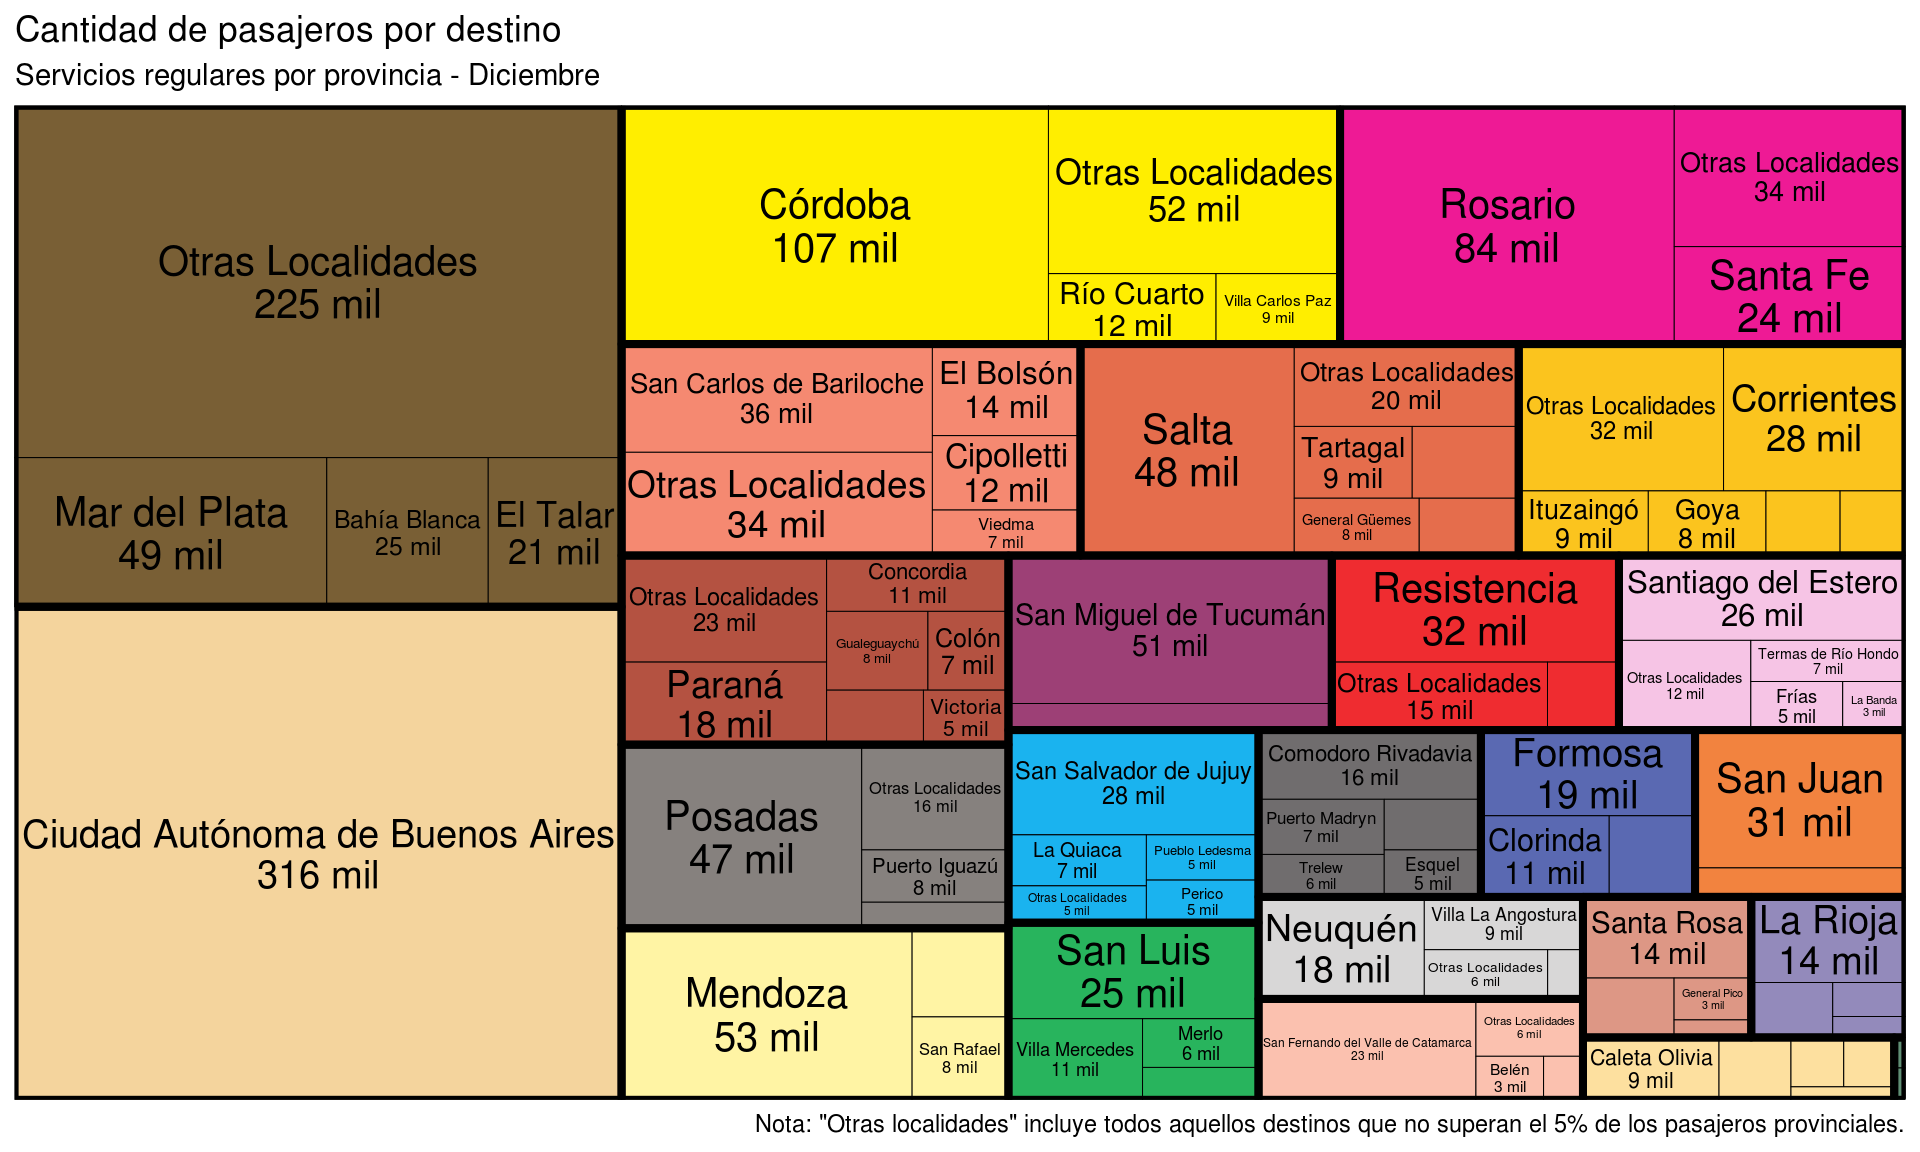 Cantidad de pasajeros por destino
Servicios regulares por provincia - Diciembre
Otras Localidades
225 mil
Mar del Plata
49 mil
Bahía Blanca
25 mil
El Talar
21 mil
Ciudad Autónoma de Buenos Aires
316 mil
Córdoba
107 mil
Otras Localidades
52 mil
Río Cuarto
12 mil
Villa Carlos Paz
9 mil
Rosario
84 mil
Otras Localidades
34 mil
Santa Fe
24 mil
San Carlos de Bariloche
36 mil
Otras Localidades
34 mil
El Bolsón
14 mil
Cipolletti
12 mil
Viedma
7 mil
Salta
48 mil
Otras Localidades
20 mil
Tartagal
9 mil
General Güemes
8 mil
Otras Localidades
32 mil
Corrientes
28 mil
Ituzaingó
9 mil
Goya
8 mil
Otras Localidades
23 mil
Paraná
18 mil
Concordia
11 mil
Gualeguaychú
8 mil
Colón
7 mil
Victoria
5 mil
San Miguel de Tucumán
51 mil
Resistencia
32 mil
Otras Localidades
15 mil
Santiago del Estero
26 mil
Otras Localidades
12 mil
Termas de Río Hondo
7 mil
Frías
5 mil
La Banda
3 mil
Posadas
47 mil
Otras Localidades
16 mil
Puerto Iguazú
8 mil
Mendoza
53 mil
San Rafael
8 mil
San Salvador de Jujuy
28 mil
La Quiaca
7 mil
Otras Localidades
5 mil
Pueblo Ledesma
5 mil
Perico
5 mil
San Luis
25 mil
Villa Mercedes
11 mil
Merlo
6 mil
Comodoro Rivadavia
16 mil
Puerto Madryn
7 mil
Trelew
6 mil
Esquel
5 mil
Formosa
19 mil
Clorinda
11 mil
San Juan
31 mil
Neuquén
18 mil
Villa La Angostura
9 mil
Otras Localidades
6 mil
San Fernando del Valle de Catamarca
23 mil
Otras Localidades
6 mil
Belén
3 mil
Santa Rosa
14 mil
General Pico
3 mil
La Rioja
14 mil
Caleta Olivia
9 mil
Nota: "Otras localidades" incluye todos aquellos destinos que no superan el 5% de los pasajeros provinciales.